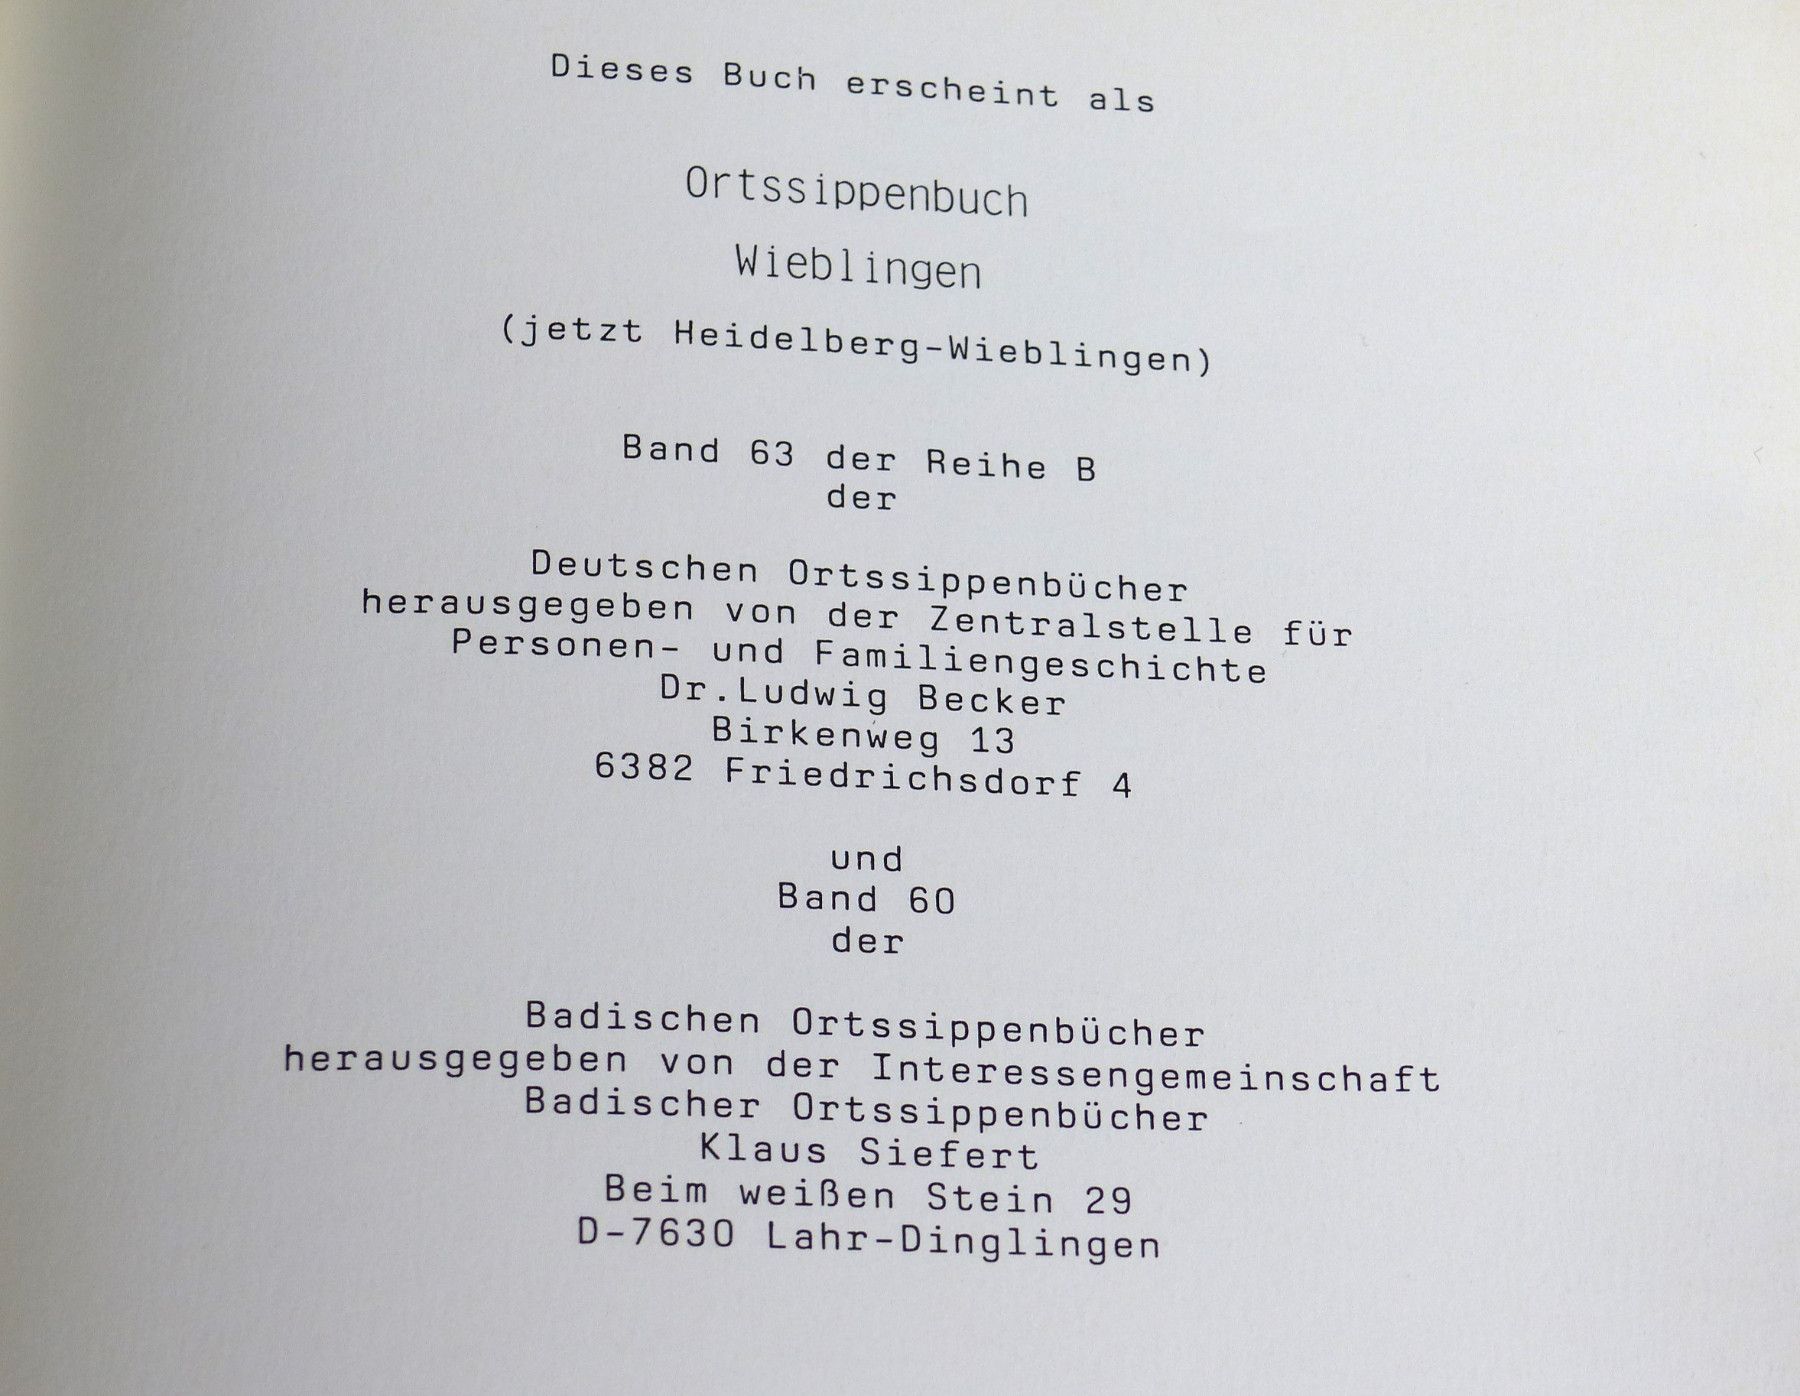 Dieses Buch erscheint als
Ortssippenbuch
Wieblingen
(jetzt Heidelberg-Wieblingen)
Band 63 der Reihe B
der
Deutschen Ortssippenbücher
herausgegeben von der Zentralstelle für
Personen- und Familiengeschichte
Dr.Ludwig Becker
Birkenweg 13
6382 Friedrichsdorf 4
und
Band 60
der
Badischen Ortssippenbücher
herausgegeben von der Interessengemeinschaft
Badischer Ortssippenbücher
Klaus Siefert
Beim weißen Stein 29
D-7630 Lahr-Dinglingen